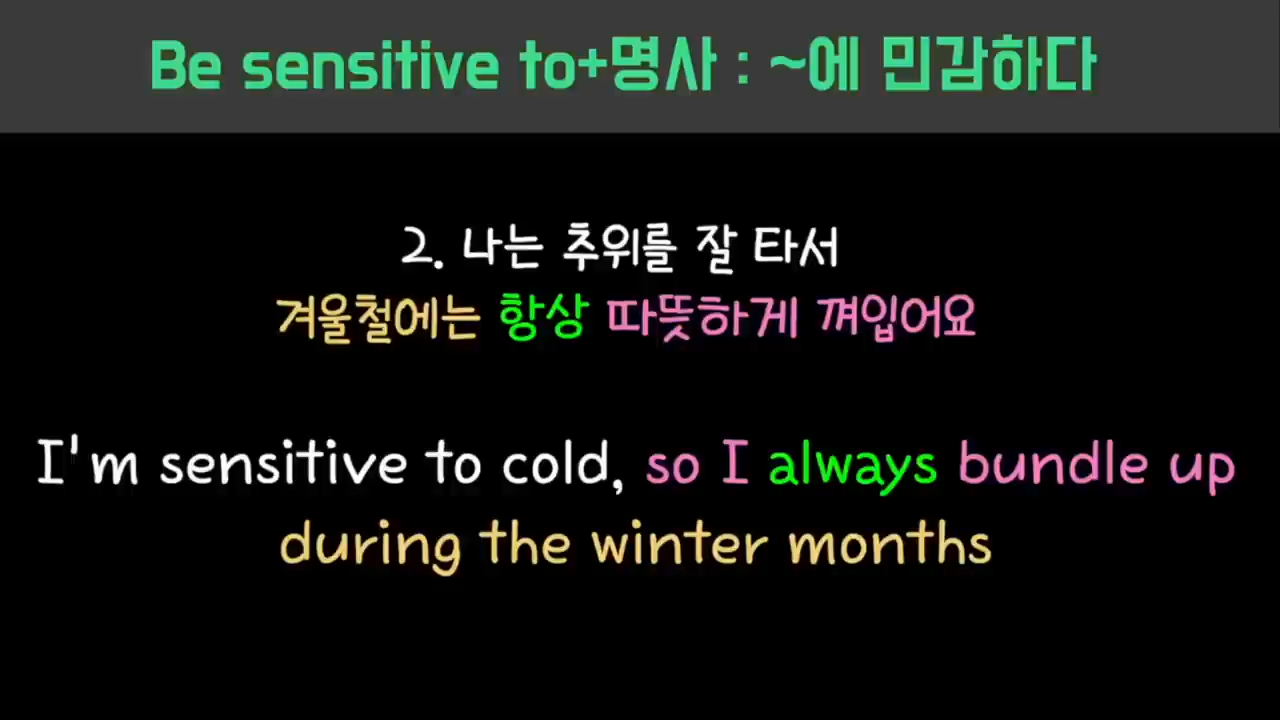 Be sensitive to+명사 : ~에 민감하다
2. 나는 추위를 잘 타서
겨울철에는 항상 따뜻하게 껴입어요
I'm sensitive to cold, so I always bundle up
during the winter months